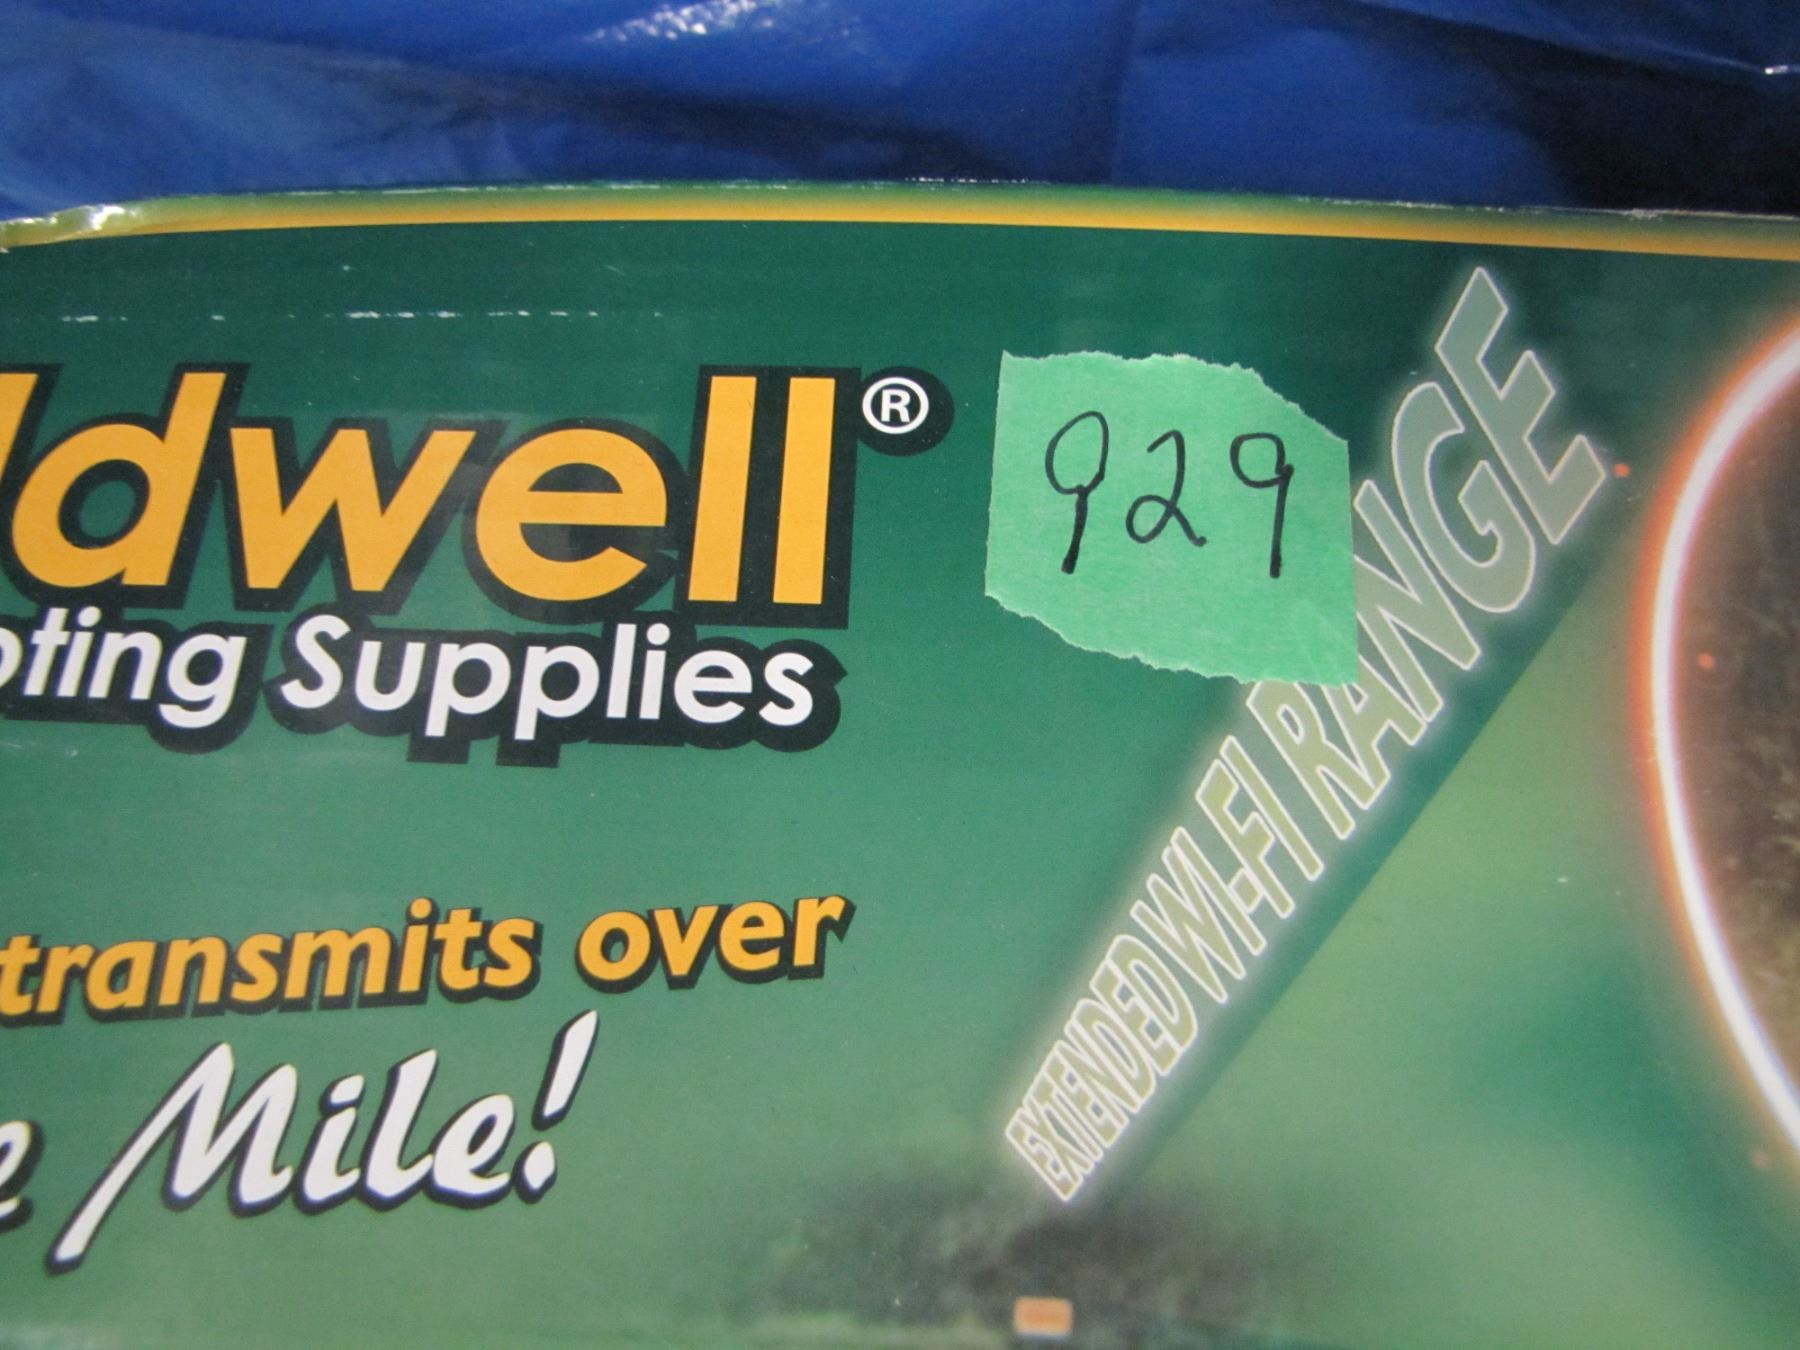 ldwell®
oting Supplies
929
EXTENDED WI-FI RANGE
transmits over
e Mile!